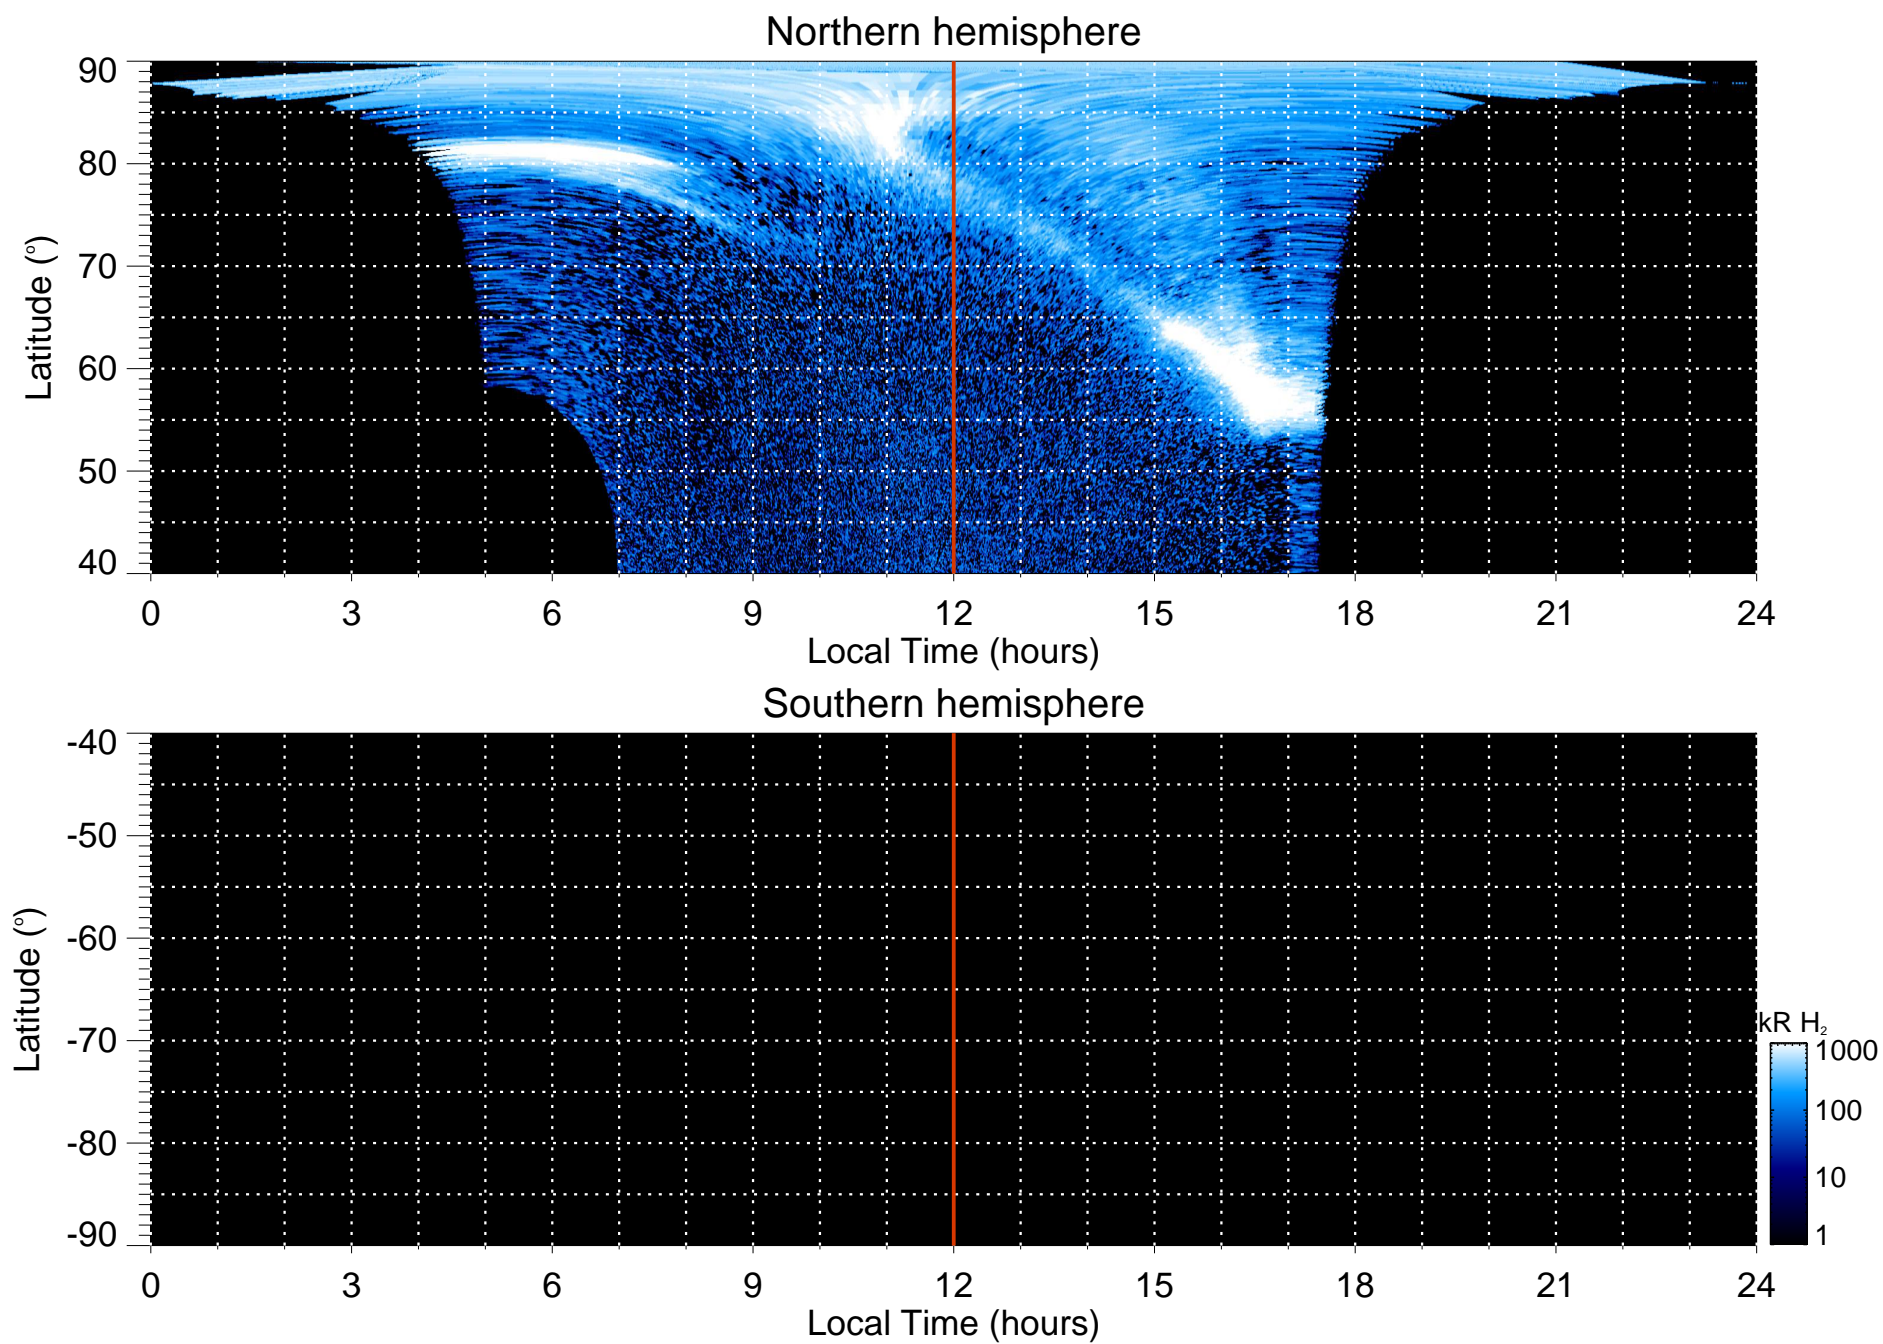 Northern hemisphere
90
80
70
60
50
40
Latitude (°)
0 3 6 9 12 15 18 21 24
Local Time (hours)
Southern hemisphere
-40
-50
-60
-70
-80
-90
Latitude (°)
0 3 6 9 12 15 18 21 24
Local Time (hours)
kR H₂
1000
100
10
1